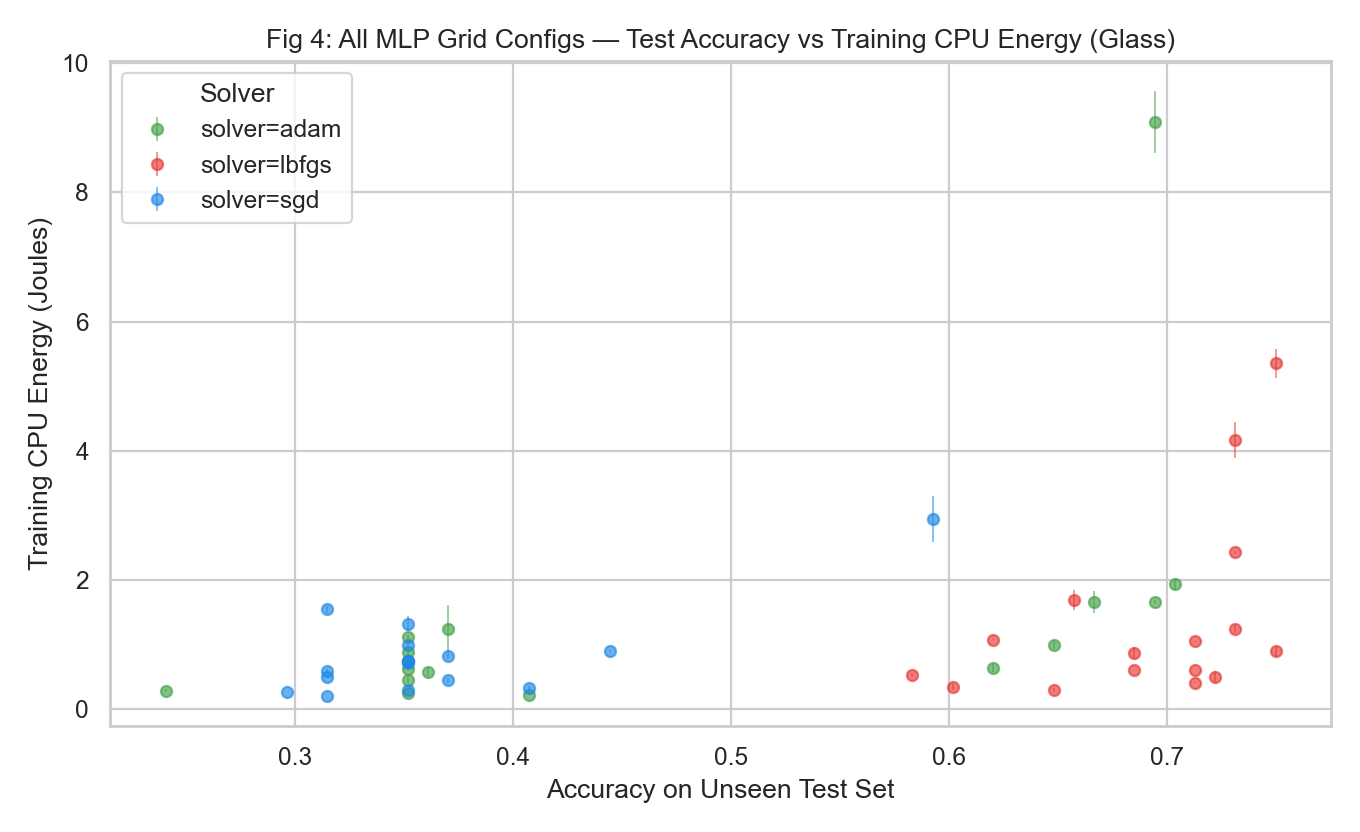 Fig 4: All MLP Grid Configs — Test Accuracy vs Training CPU Energy (Glass)
Solver
solver=adam
solver=lbfgs
solver=sgd
Training CPU Energy (Joules)
10
8
6
4
2
0
0.3 0.4 0.5 0.6 0.7
Accuracy on Unseen Test Set